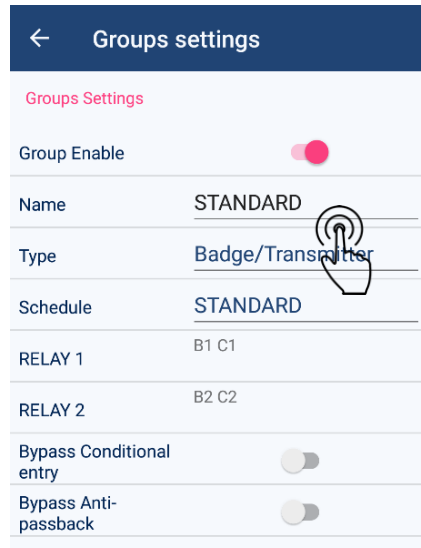 Groups settings
Groups Settings
Group Enable
Name STANDARD
Type Badge/Transmitter
Schedule STANDARD
RELAY 1 B1 C1
RELAY 2 B2 C2
Bypass Conditional
entry
Bypass Anti-
passback